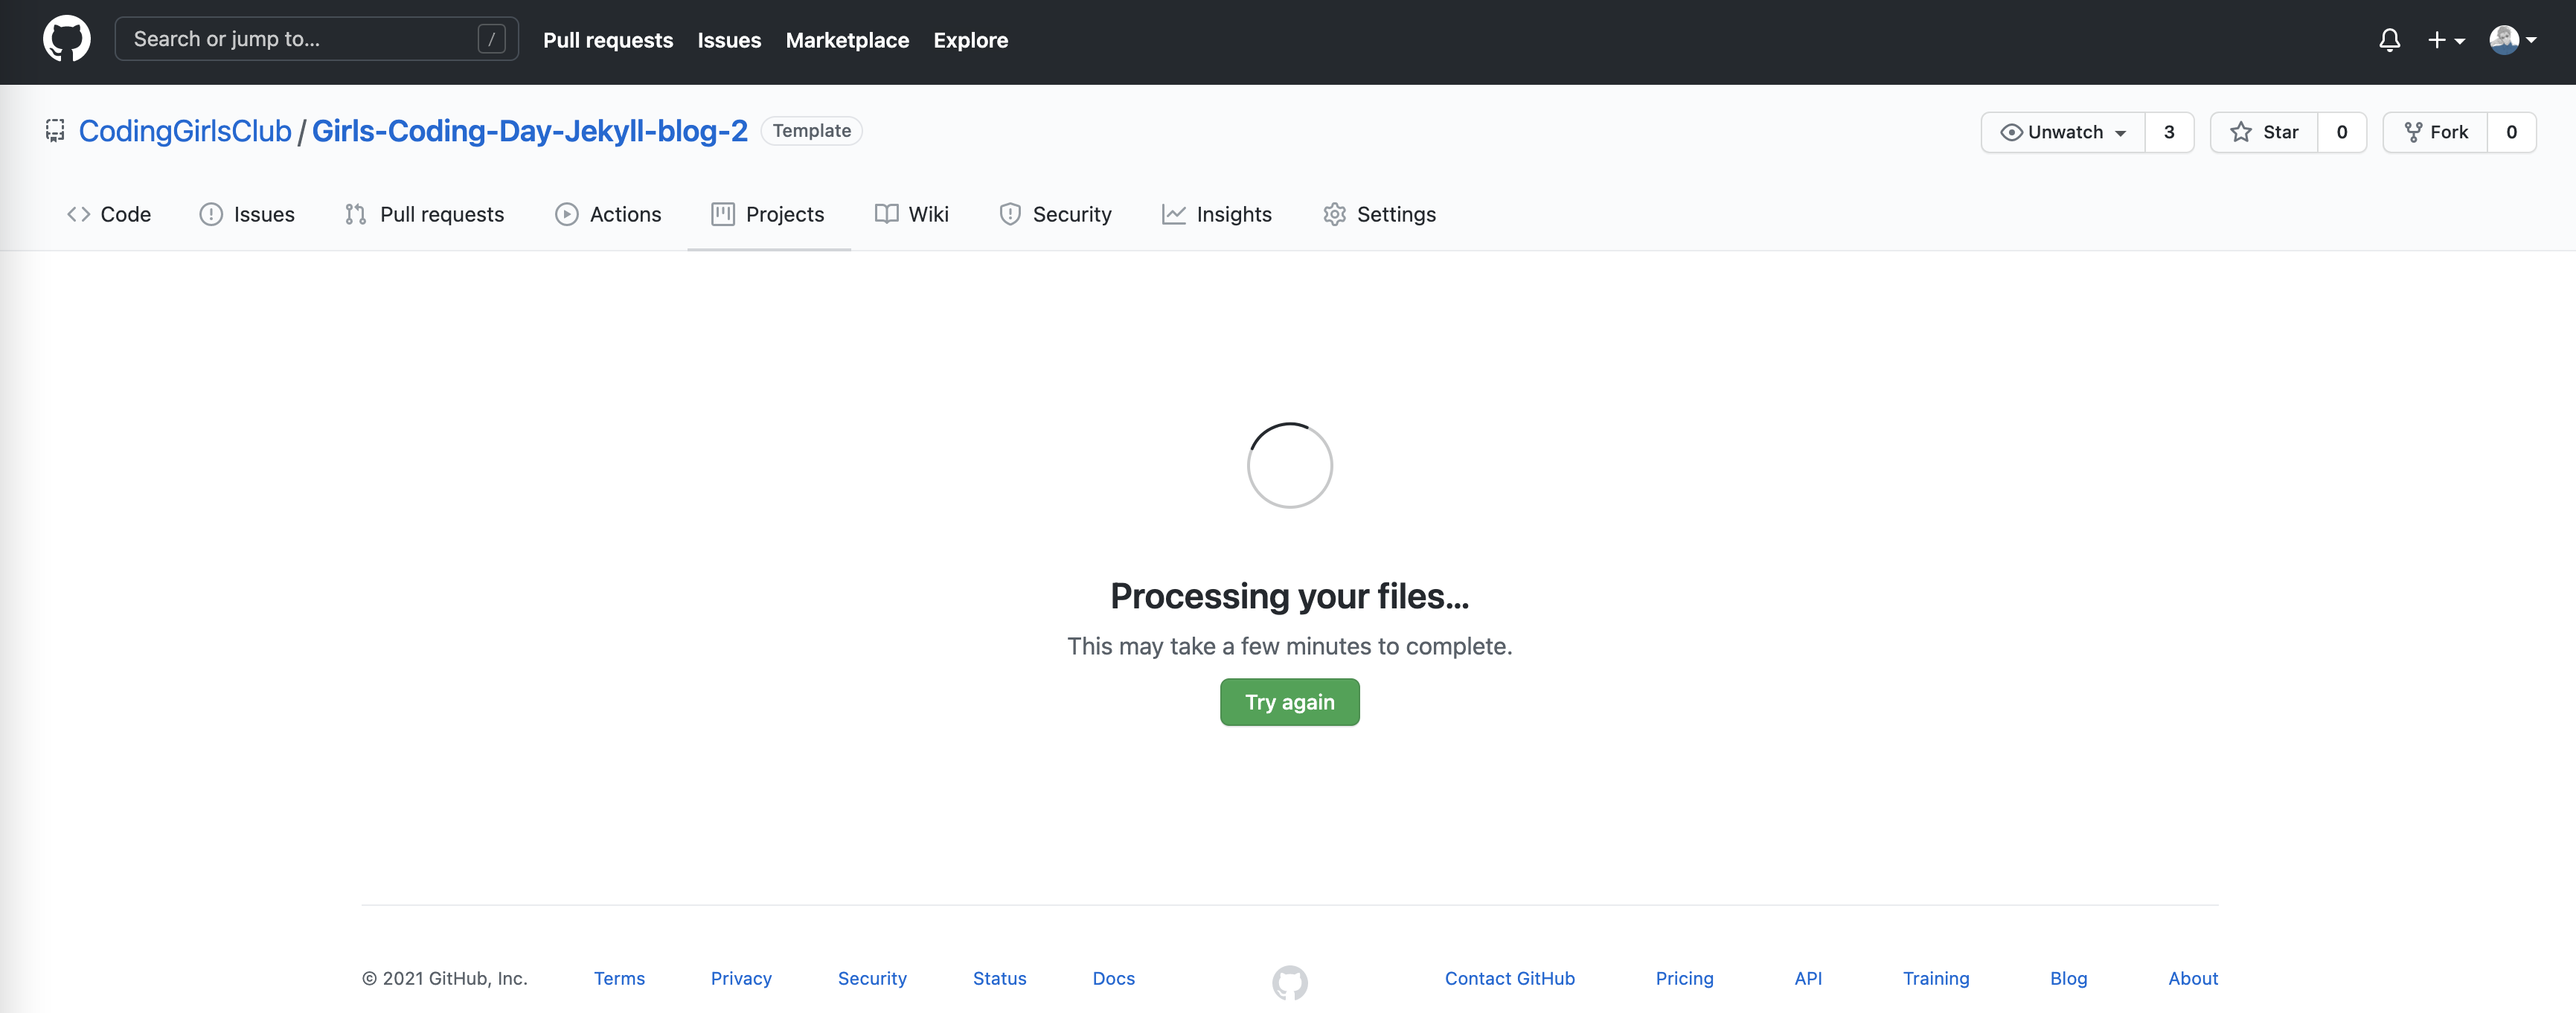 Search or jump to... / Pull requests Issues Marketplace Explore
CodingGirlsClub / Girls-Coding-Day-Jekyll-blog-2 Template Unwatch 3 Star 0 Fork 0
Code Issues Pull requests Actions Projects Wiki Security Insights Settings
Processing your files...
This may take a few minutes to complete.
Try again
© 2021 GitHub, Inc. Terms Privacy Security Status Docs Contact GitHub Pricing API Training Blog About